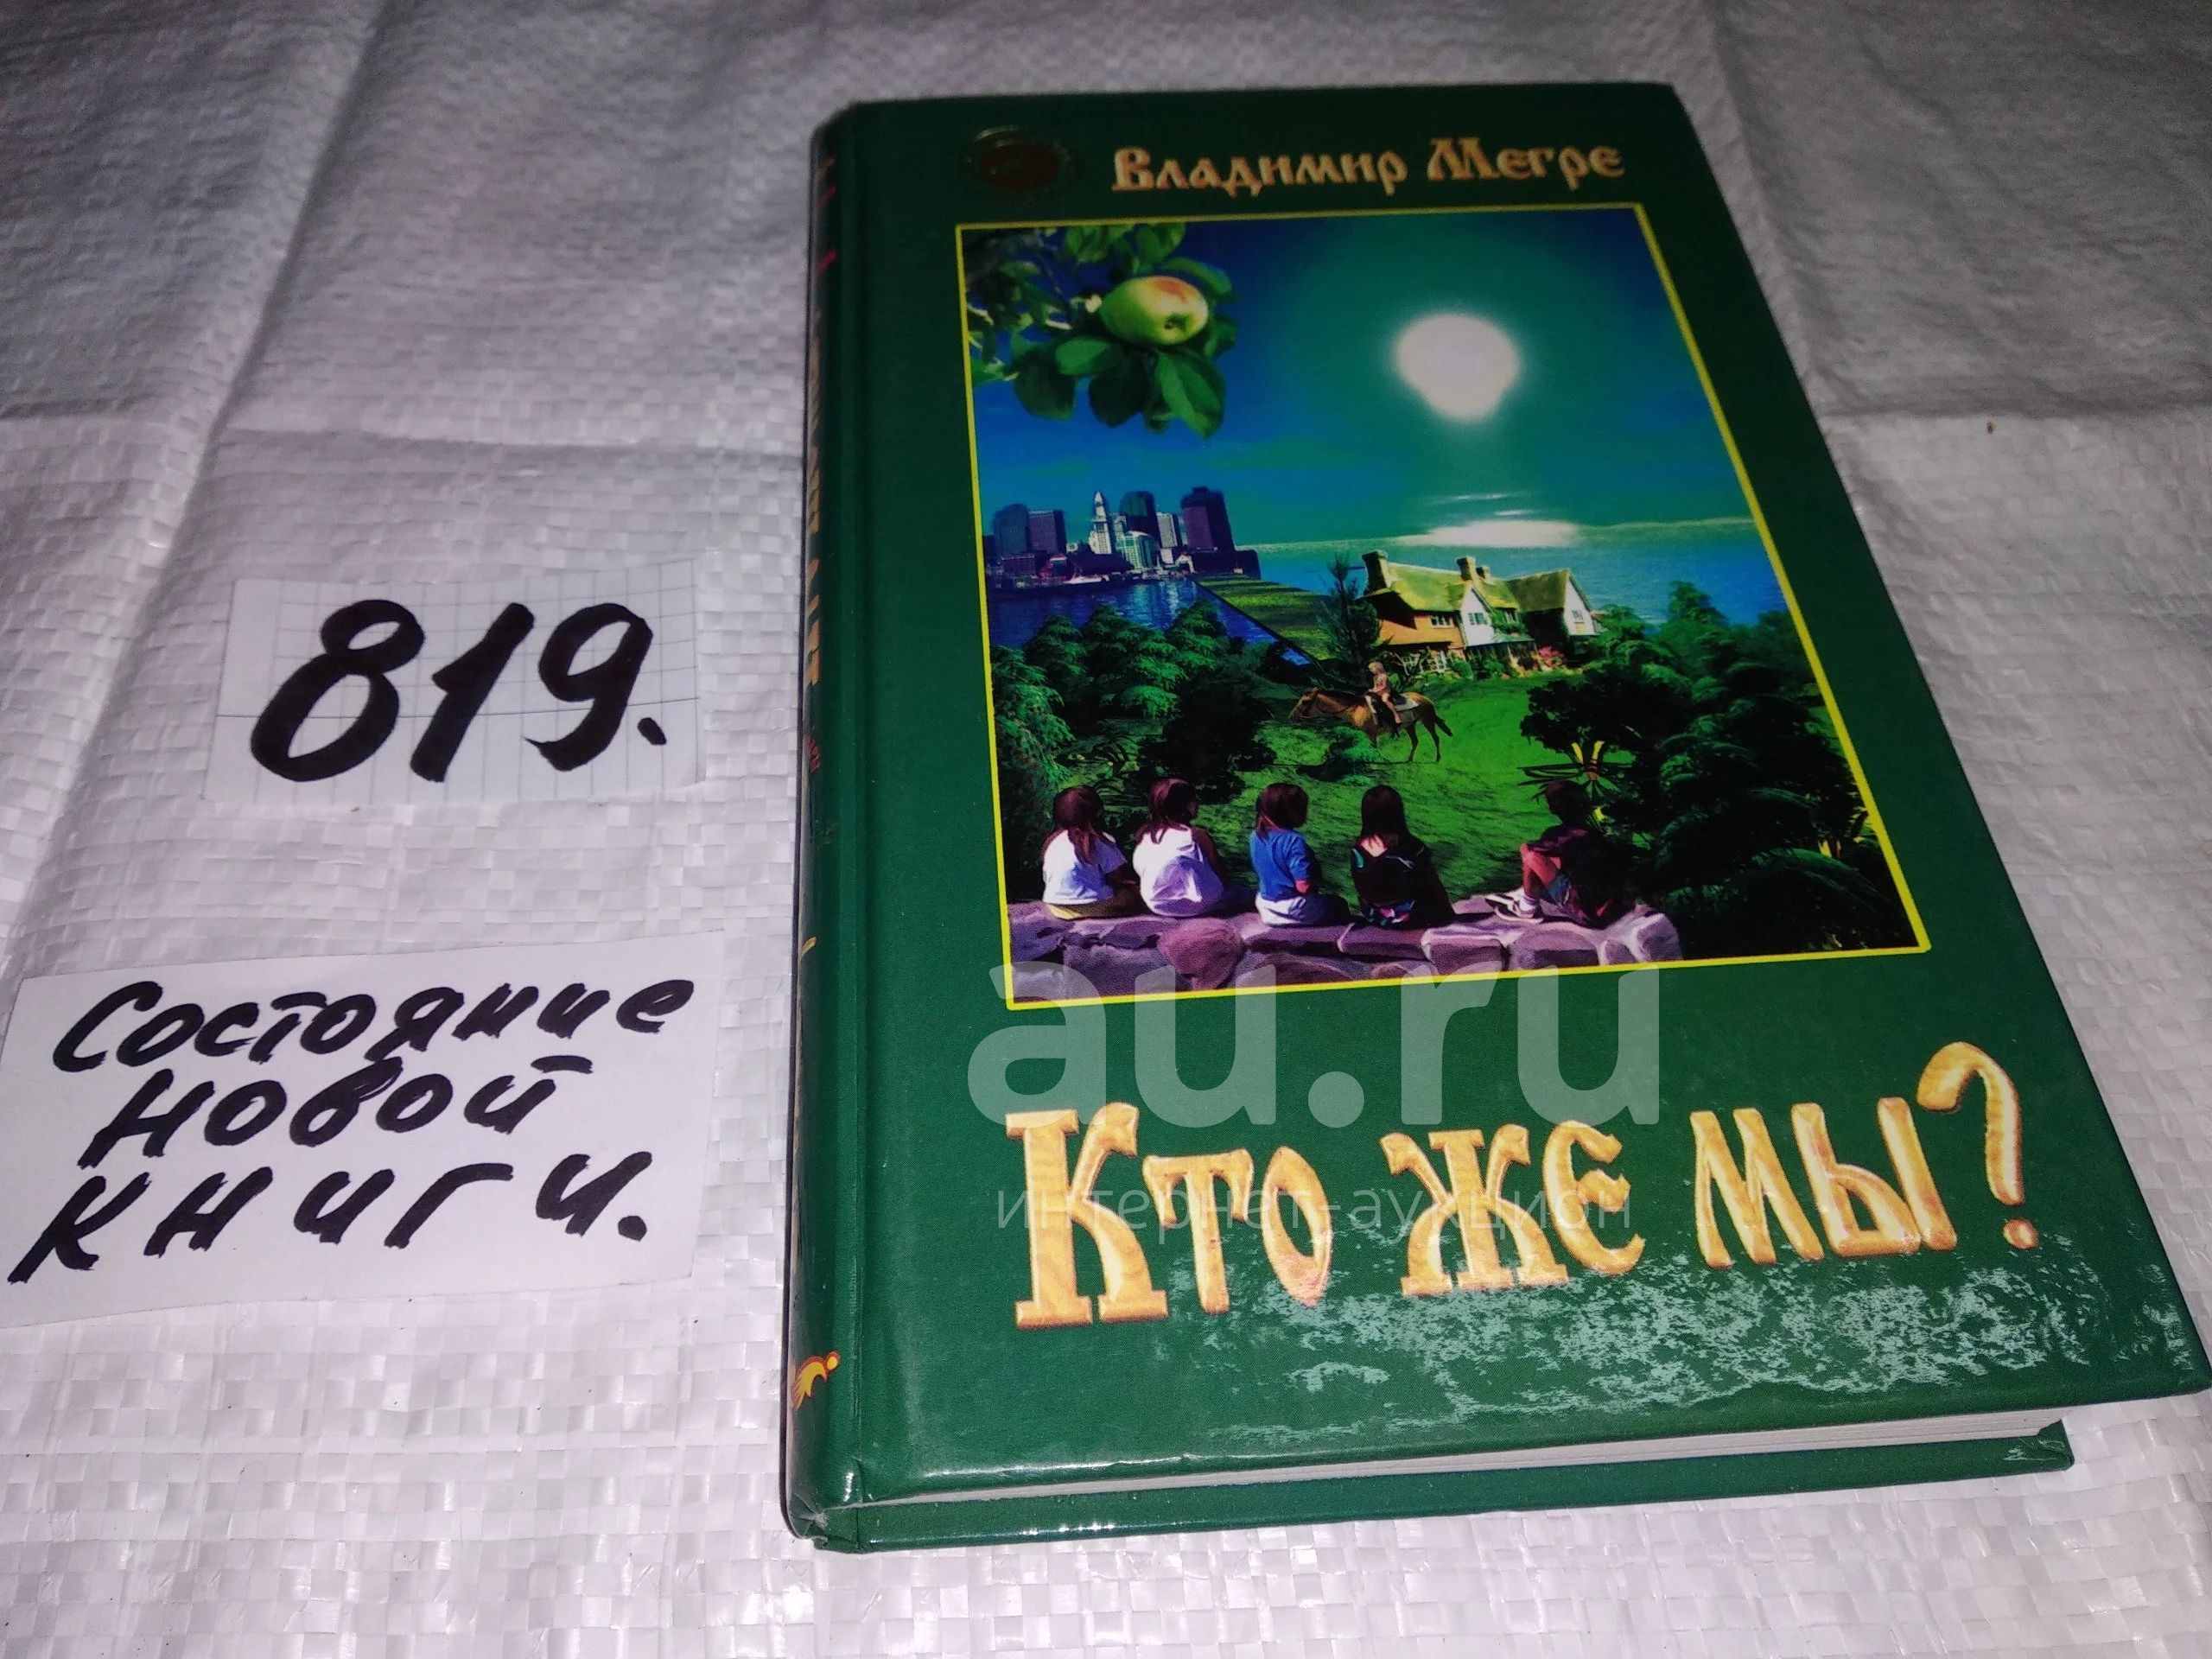 Владимир Мегре
819.
Состояние
новой
книги.
au.ru
интернет-аукцион
Кто же мы?